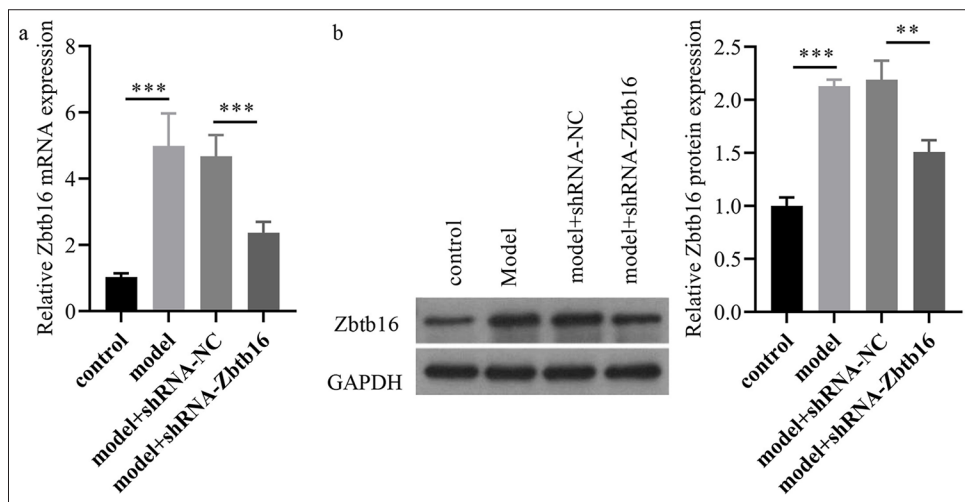 a
Relative Zbtb16 mRNA expression
8
6
4
2
0
***
***
control
model
model+shRNA-NC
model+shRNA-Zbtb16
b
control
Model
model+shRNA-NC
model+shRNA-Zbtb16
Zbtb16
GAPDH
Relative Zbtb16 protein expression
2.5
2.0
1.5
1.0
0.5
0.0
***
**
control
model
model+shRNA-NC
model+shRNA-Zbtb16